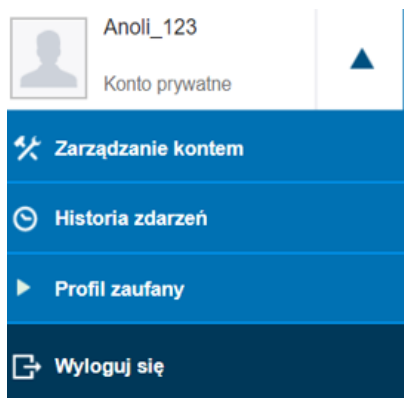 Anoli_123
Konto prywatne
Zarządzanie kontem
Historia zdarzeń
Profil zaufany
Wyloguj się